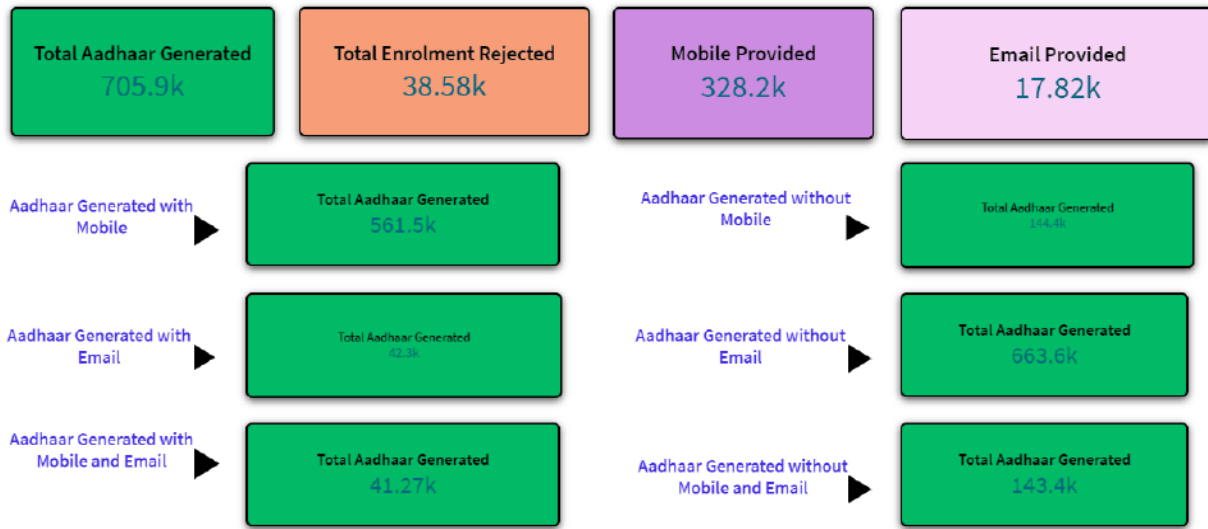 Total Aadhaar Generated
705.9k
Total Enrolment Rejected
38.58k
Mobile Provided
328.2k
Email Provided
17.82k
Aadhaar Generated with
Mobile
Total Aadhaar Generated
561.5k
Aadhaar Generated without
Mobile
Total Aadhaar Generated
144.4k
Aadhaar Generated with
Email
Total Aadhaar Generated
42.3k
Aadhaar Generated without
Email
Total Aadhaar Generated
663.6k
Aadhaar Generated with
Mobile and Email
Total Aadhaar Generated
41.27k
Aadhaar Generated without
Mobile and Email
Total Aadhaar Generated
143.4k